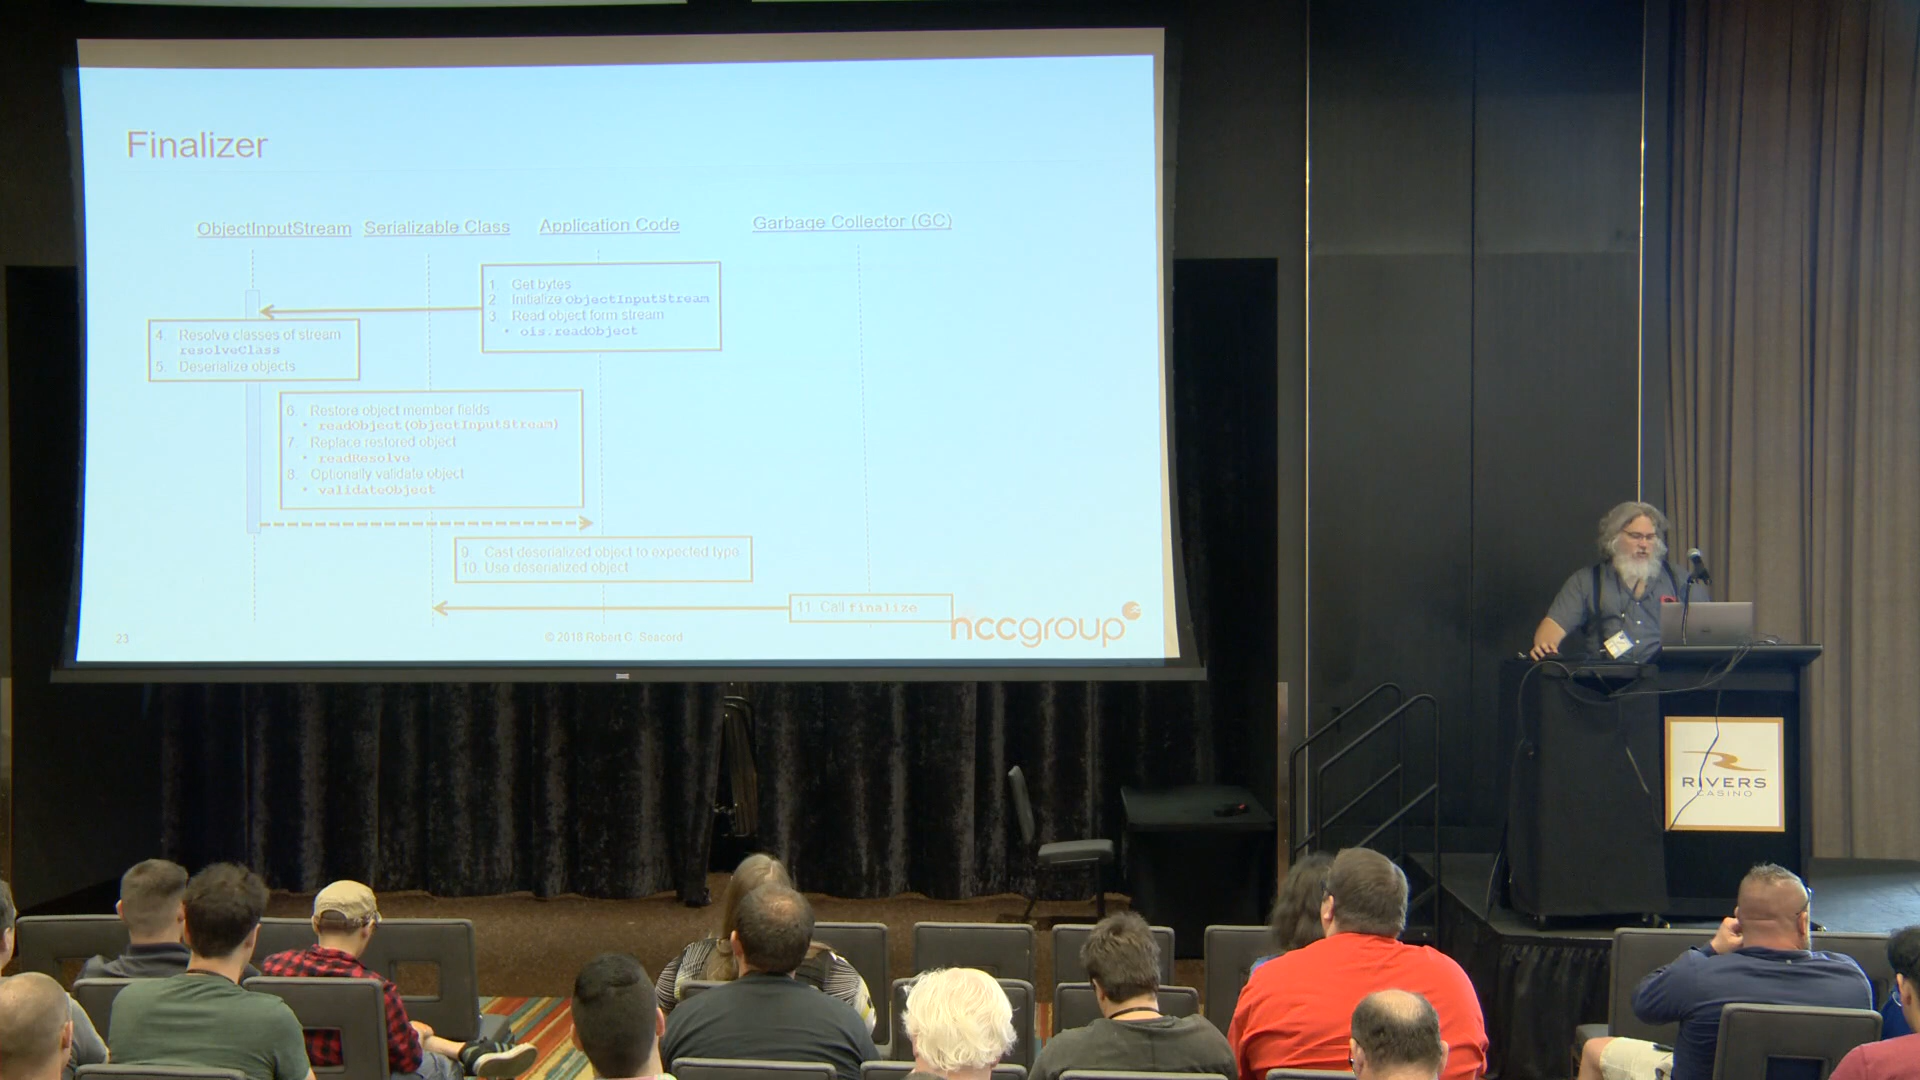 Finalizer
ObjectInputStream Serializable Class Application Code Garbage Collector (GC)
1. Get bytes
2 Initialize ObjectInputStream
3. Read object form stream
• ois.readObject
4. Resolve classes of stream
resolveClass
5. Deserialize objects
6. Restore object member fields
• readObject(ObjectInputStream)
7. Replace restored object
• readResolve
8. Optionally validate object
• validateObject
9. Cast deserialized object to expected type
10. Use deserialized object
11. Call finalize
23
© 2018 Robert C. Seacord
nccgroup
RIVERS
CASINO